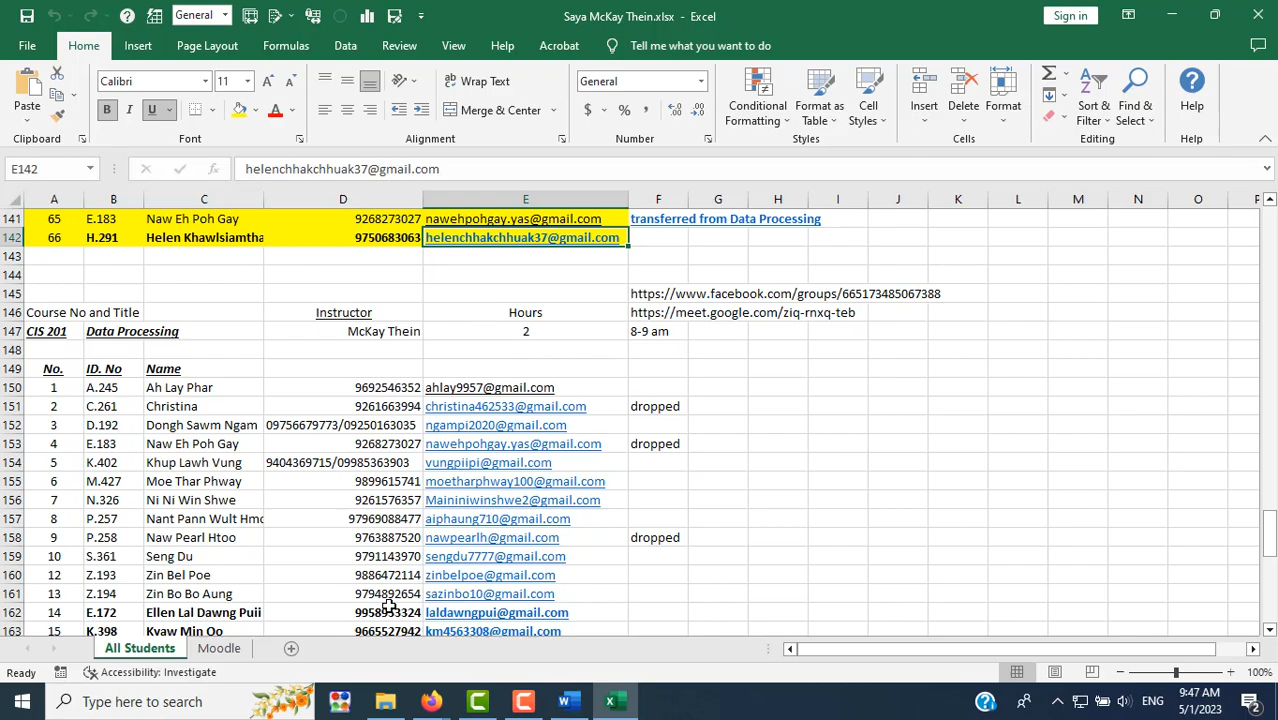 General
Saya McKay Thein.xlsx - Excel
Sign in
File Home Insert Page Layout Formulas Data Review View Help Acrobat Tell me what you want to do
Paste
Calibri 11
B I U
Wrap Text
Merge & Center
General
$ % ,
Conditional Formatting
Format as Table
Cell Styles
Insert
Delete
Format
Sort & Filter
Find & Select
Help
Clipboard Font Alignment Number Styles Cells Editing Help
E142 fx helenchhakchhuak37@gmail.com
A B C D E F G H I J K L M N O P
141 65 E.183 Naw Eh Poh Gay 9268273027 nawehpohgay.yas@gmail.com transferred from Data Processing
142 66 H.291 Helen Khawlsiamtha 9750683063 helenchhakchhuak37@gmail.com
143
144
145 https://www.facebook.com/groups/665173485067388
146 Course No and Title Instructor Hours https://meet.google.com/ziq-rnxq-teb
147 CIS 201 Data Processing McKay Thein 2 8-9 am
148
149 No. ID. No Name
150 1 A.245 Ah Lay Phar 9692546352 ahlay9957@gmail.com
151 2 C.261 Christina 9261663994 christina462533@gmail.com dropped
152 3 D.192 Dongh Sawm Ngam 09756679773/09250163035 ngampi2020@gmail.com
153 4 E.183 Naw Eh Poh Gay 9268273027 nawehpohgay.yas@gmail.com dropped
154 5 K.402 Khup Lawh Vung 9404369715/09985363903 vungpiipi@gmail.com
155 6 M.427 Moe Thar Phway 9899615741 moetharphway100@gmail.com
156 7 N.326 Ni Ni Win Shwe 9261576357 Maininiwinshwe2@gmail.com
157 8 P.257 Nant Pann Wult Hmo 97969088477 aiphaung710@gmail.com
158 9 P.258 Naw Pearl Htoo 9763887520 nawpearlh@gmail.com dropped
159 10 S.361 Seng Du 9791143970 sengdu7777@gmail.com
160 12 Z.193 Zin Bel Poe 9886472114 zinbelpoe@gmail.com
161 13 Z.194 Zin Bo Bo Aung 9794892654 sazinbo10@gmail.com
162 14 E.172 Ellen Lal Dawng Puii laldawngpui@gmail.com
163 15 K.398 Kyaw Min Oo 9665527942 km4563308@gmail.com
All Students Moodle
Ready Accessibility: Investigate 100%
Type here to search
ENG
9:47 AM
5/1/2023
2